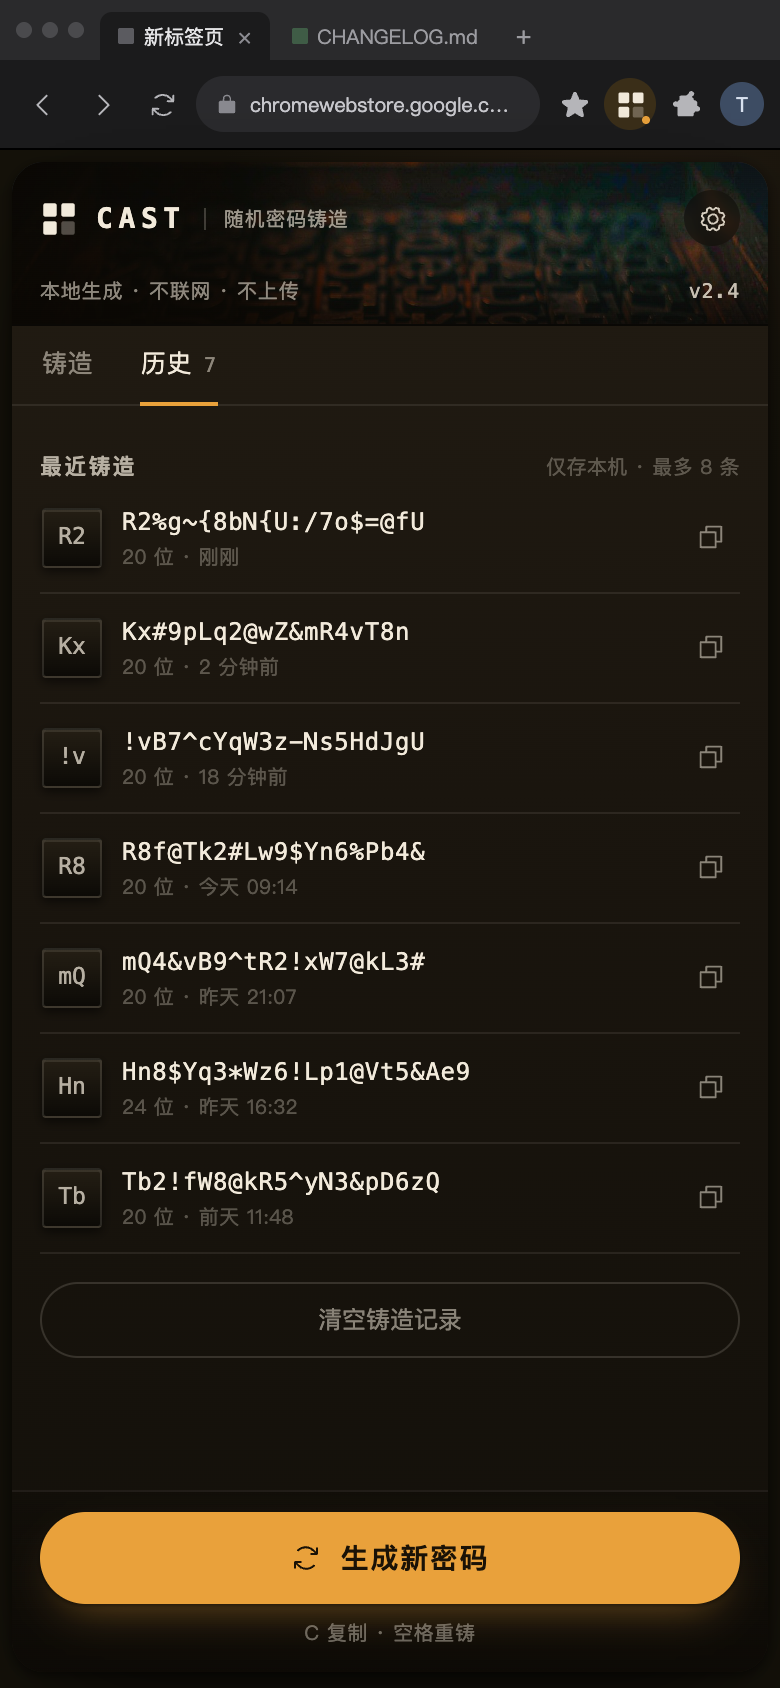 新标签页 × CHANGELOG.md +
chromewebstore.google.c... T
CAST | 随机密码铸造
本地生成 · 不联网 · 不上传 v2.4
铸造 历史 7
最近铸造 仅存本机 · 最多 8 条
R2 R2%g~{8bN{U:/7o$=@fU
20 位 · 刚刚
Kx Kx#9pLq2@wZ&mR4vT8n
20 位 · 2 分钟前
!v !vB7^cYqW3z-Ns5HdJgU
20 位 · 18 分钟前
R8 R8f@Tk2#Lw9$Yn6%Pb4&
20 位 · 今天 09:14
mQ mQ4&vB9^tR2!xW7@kL3#
20 位 · 昨天 21:07
Hn Hn8$Yq3*Wz6!Lp1@Vt5&Ae9
24 位 · 昨天 16:32
Tb Tb2!fW8@kR5^yN3&pD6zQ
20 位 · 前天 11:48
清空铸造记录
生成新密码
C 复制 · 空格重铸